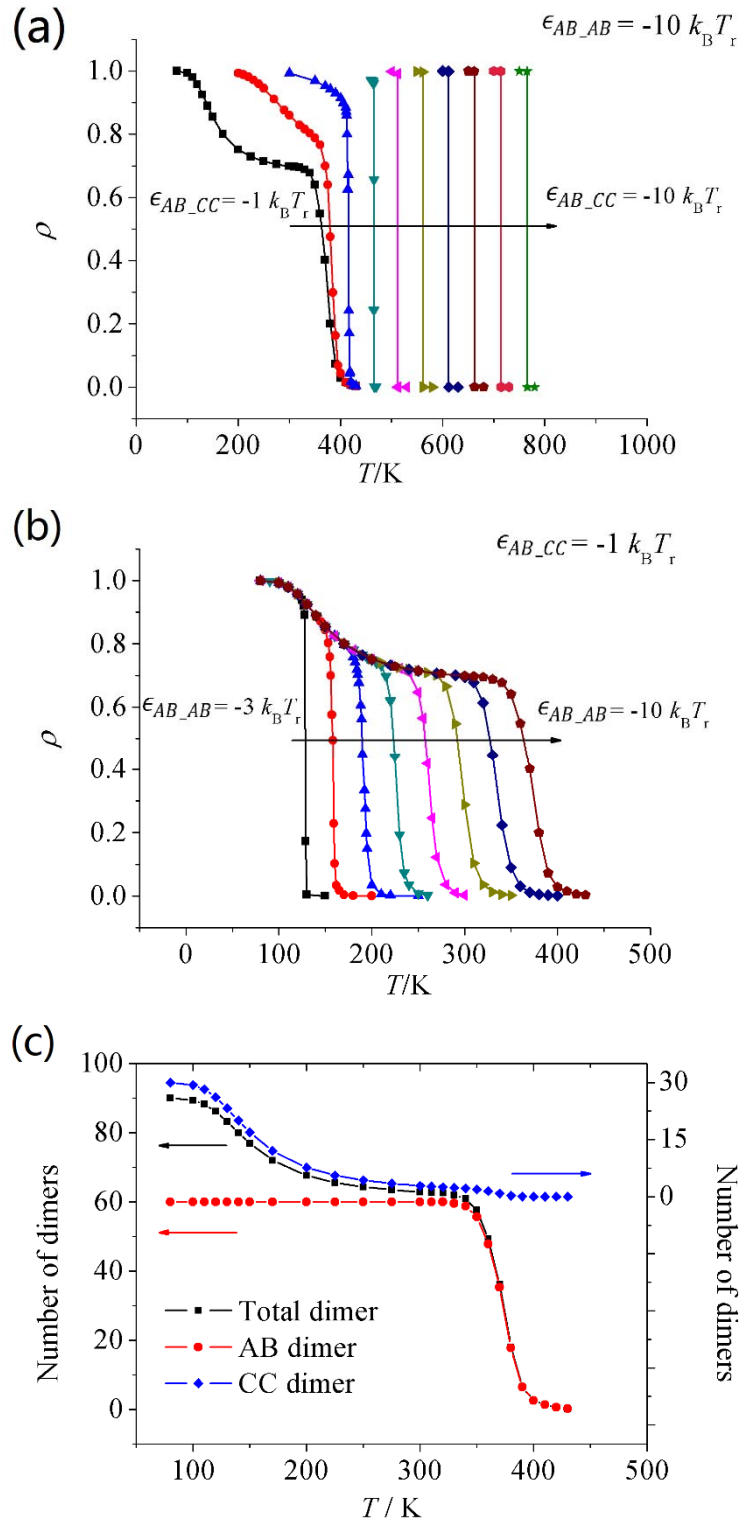 (a)
ϵAB_AB = -10 kBTr
1.0
0.8
0.6
0.4
0.2
0.0
ρ
ϵAB_CC = -1 kBTr
ϵAB_CC = -10 kBTr
0 200 400 600 800 1000
T/K
(b)
ϵAB_CC = -1 kBTr
1.0
0.8
0.6
0.4
0.2
0.0
ρ
ϵAB_AB = -3 kBTr
ϵAB_AB = -10 kBTr
0 100 200 300 400 500
T/K
(c)
100
80
60
40
20
0
Number of dimers
30
15
0
Number of dimers
Total dimer
AB dimer
CC dimer
100 200 300 400 500
T / K